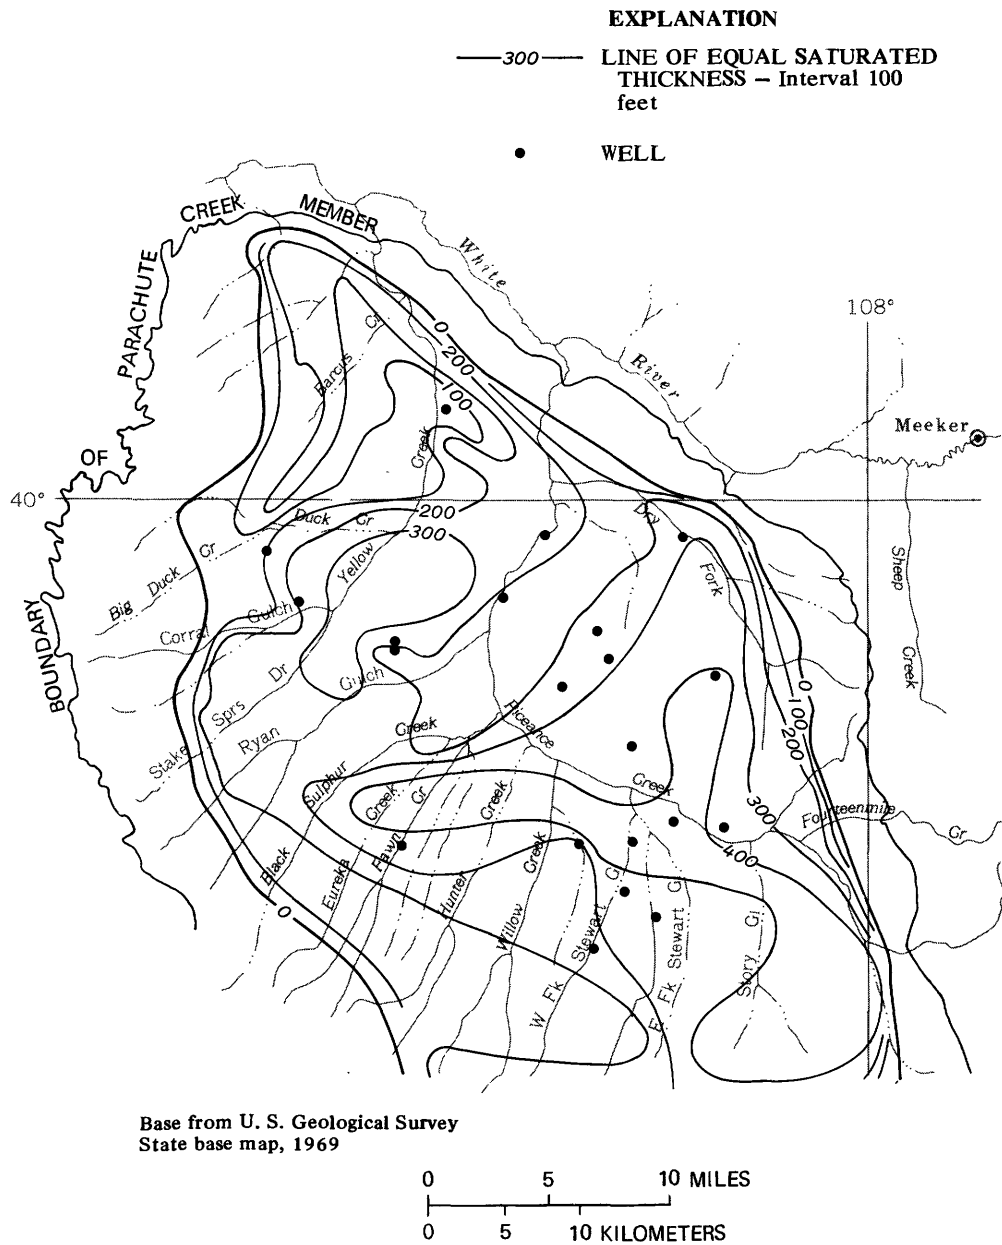 EXPLANATION
300
LINE OF EQUAL SATURATED
THICKNESS – Interval 100
feet
WELL
CREEK
MEMBER
PARACHUTE
OF
BOUNDARY
White
River
108°
Meeker
40°
Sheep
Creek
0
200
100
Barcus
Cr
Creek
200
300
Duck
Cr
Big
Duck
Cr
Yellow
Corral
Gulch
Dry
Fork
Stake
Sprs
Dr
Ryan
Gulch
Piceance
Creek
0
100
200
300
400
Sulphur
Creek
Black
Eureka
Fawn
Creek
Cr
Hunter
Creek
Willow
Creek
W Fk
Stewart
Gl
E Fk
Stewart
Gl
Story
Gl
Fourteenmile
Cr
0
Base from U. S. Geological Survey
State base map, 1969
0 5 10 MILES
0 5 10 KILOMETERS